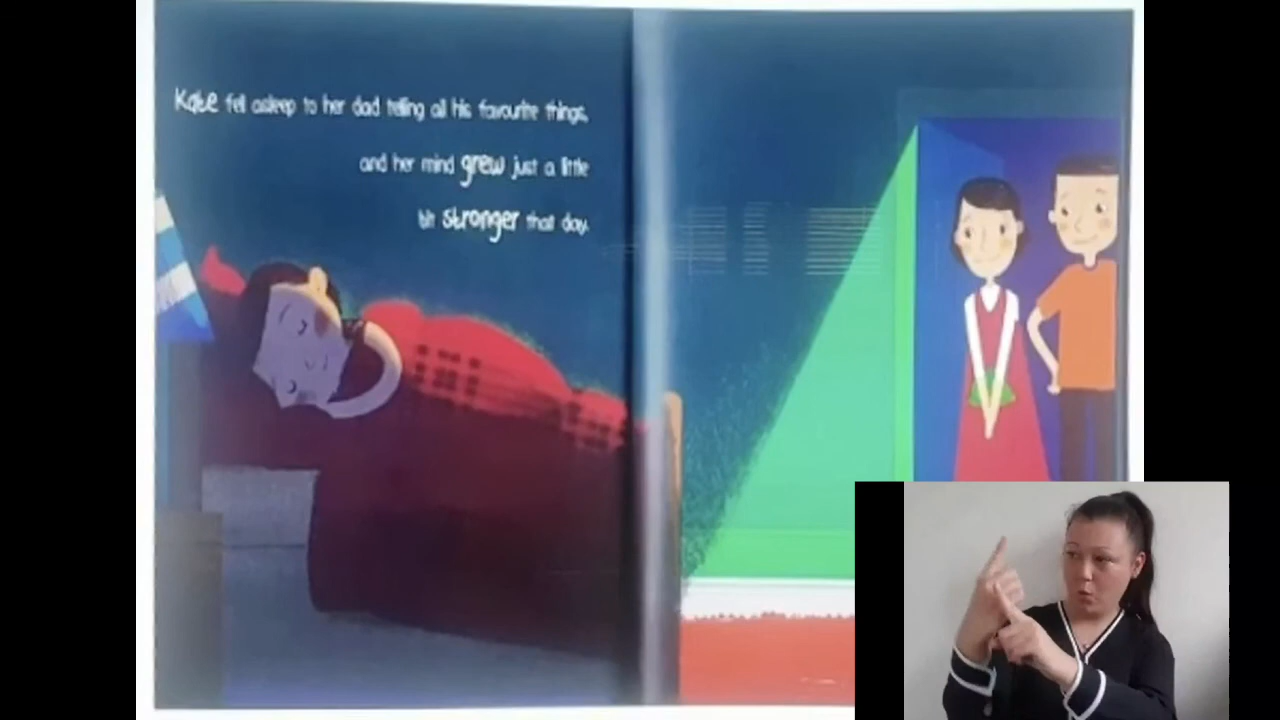 Kate fell asleep to her dad telling all his favourite things,
and her mind grew just a little
bit stronger that day.